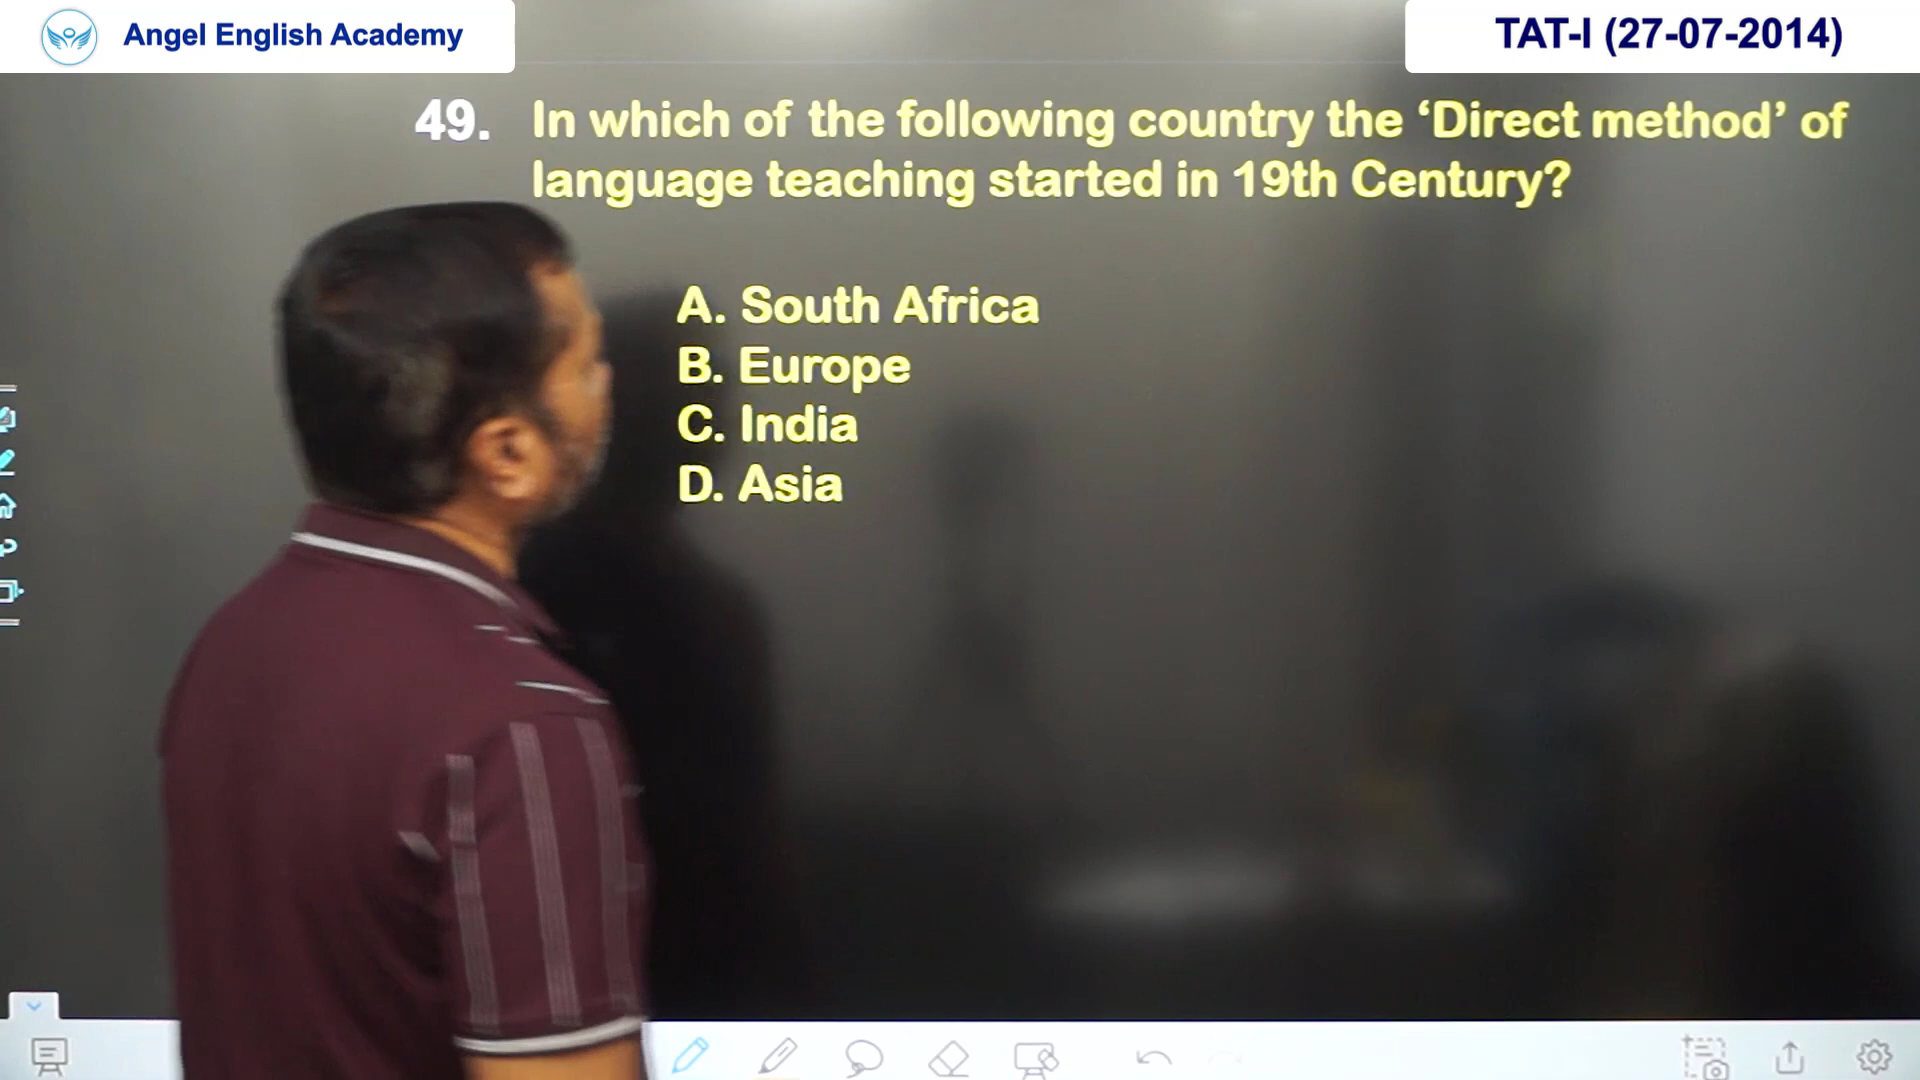 Angel English Academy
TAT-I (27-07-2014)
49. In which of the following country the ‘Direct method’ of
language teaching started in 19th Century?
A. South Africa
B. Europe
C. India
D. Asia